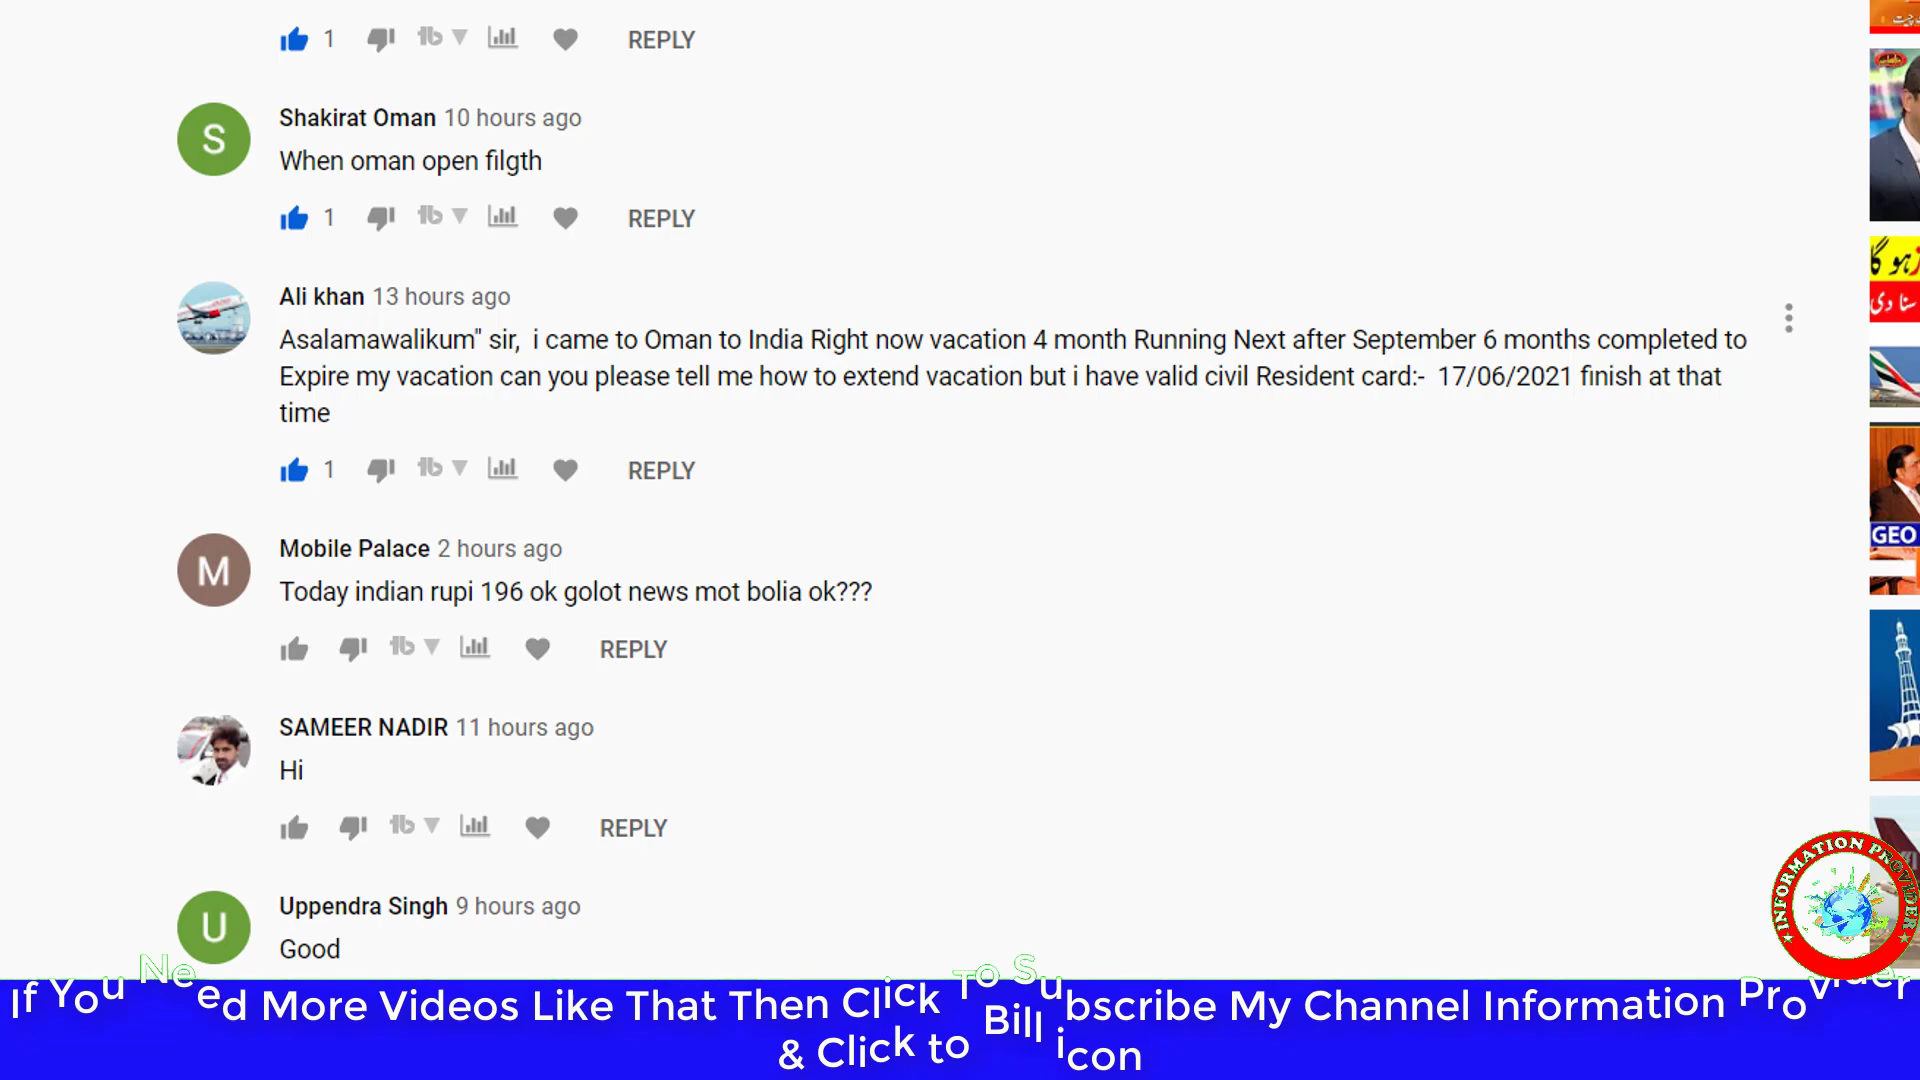 1 REPLY
Shakirat Oman 10 hours ago
S
When oman open filgth
1 REPLY
Ali khan 13 hours ago
Asalamawalikum" sir, i came to Oman to India Right now vacation 4 month Running Next after September 6 months completed to
Expire my vacation can you please tell me how to extend vacation but i have valid civil Resident card:- 17/06/2021 finish at that
time
1 REPLY
Mobile Palace 2 hours ago
M
Today indian rupi 196 ok golot news mot bolia ok???
REPLY
SAMEER NADIR 11 hours ago
Hi
REPLY
Uppendra Singh 9 hours ago
U
Good
ہو گا
سنا دی
GEO
INFORMATION PROVIDER
If You Need More Videos Like That Then Click To Subscribe My Channel Information Provider
& Click to Bill icon